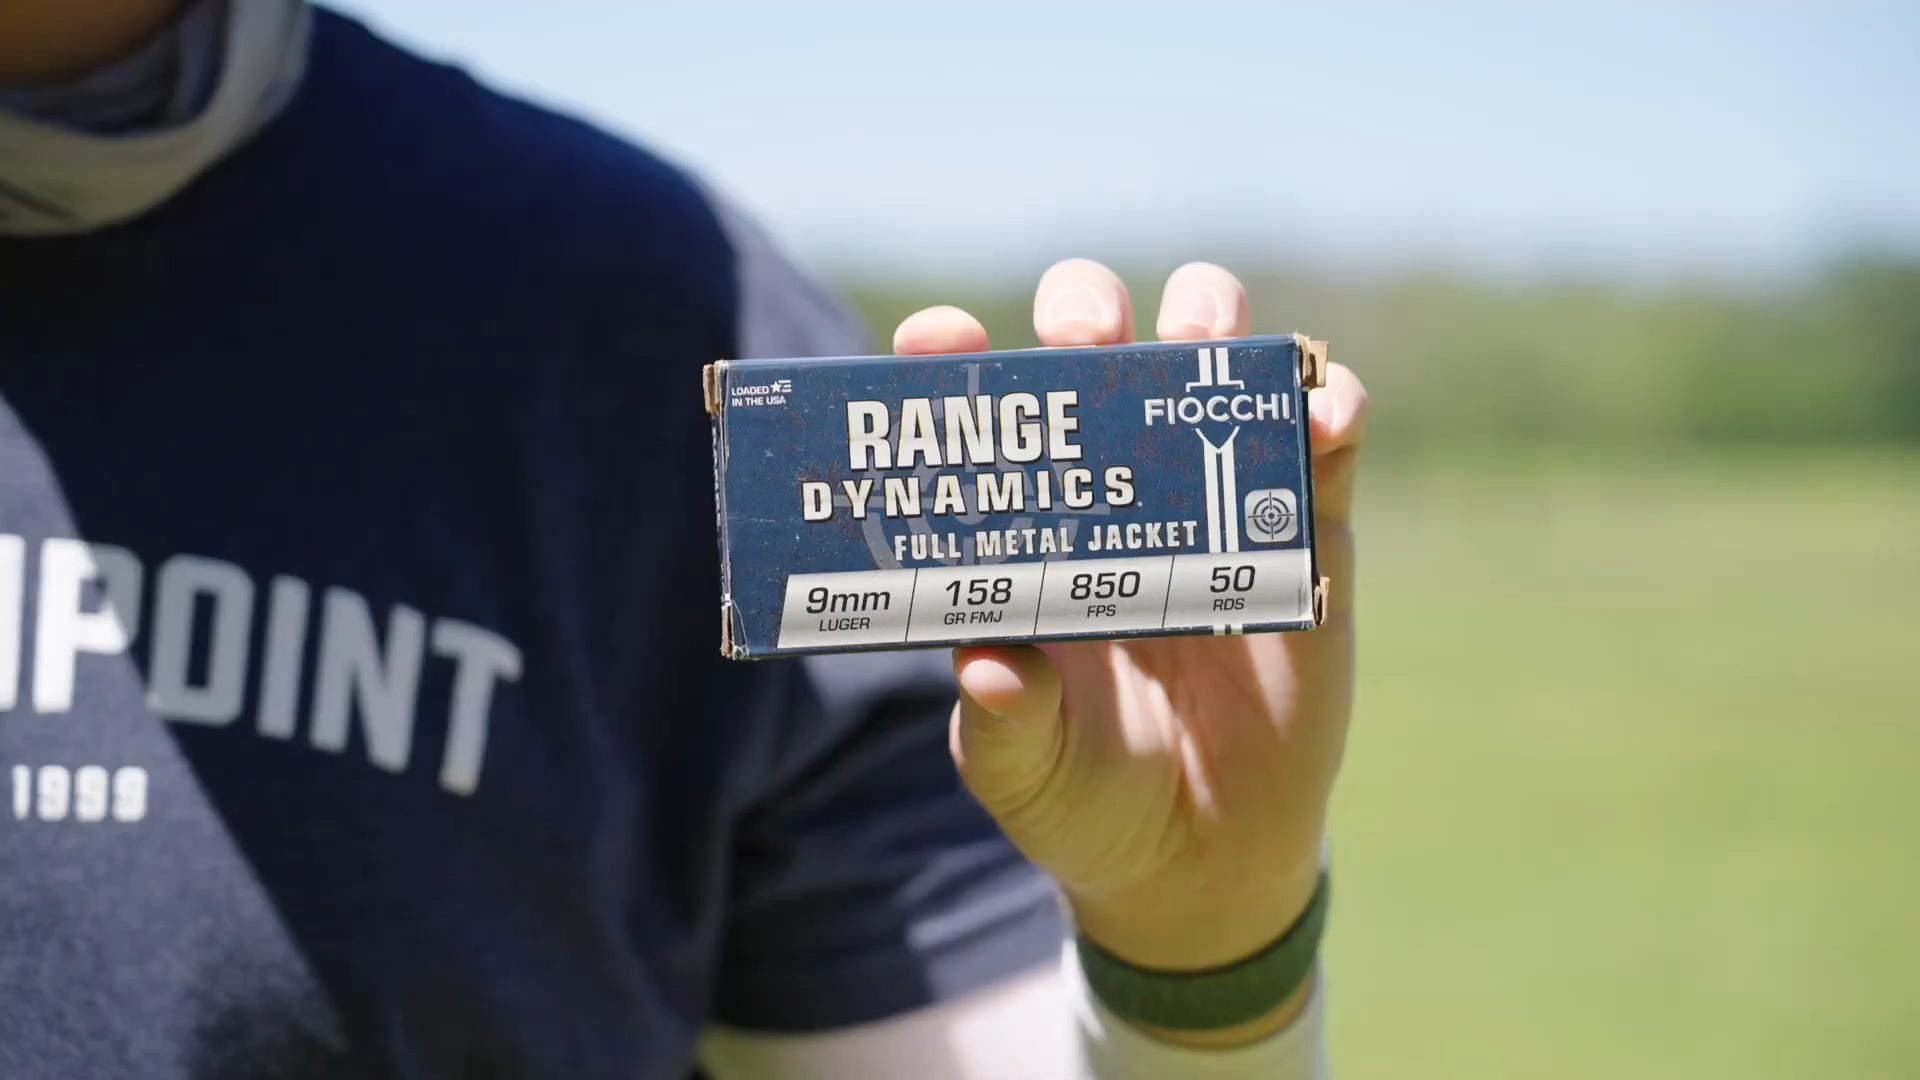 LOADED
IN THE USA
RANGE
DYNAMICS
FULL METAL JACKET
FIOCCHI
9mm
LUGER
158
GR FMJ
850
FPS
50
RDS
POINT
1999